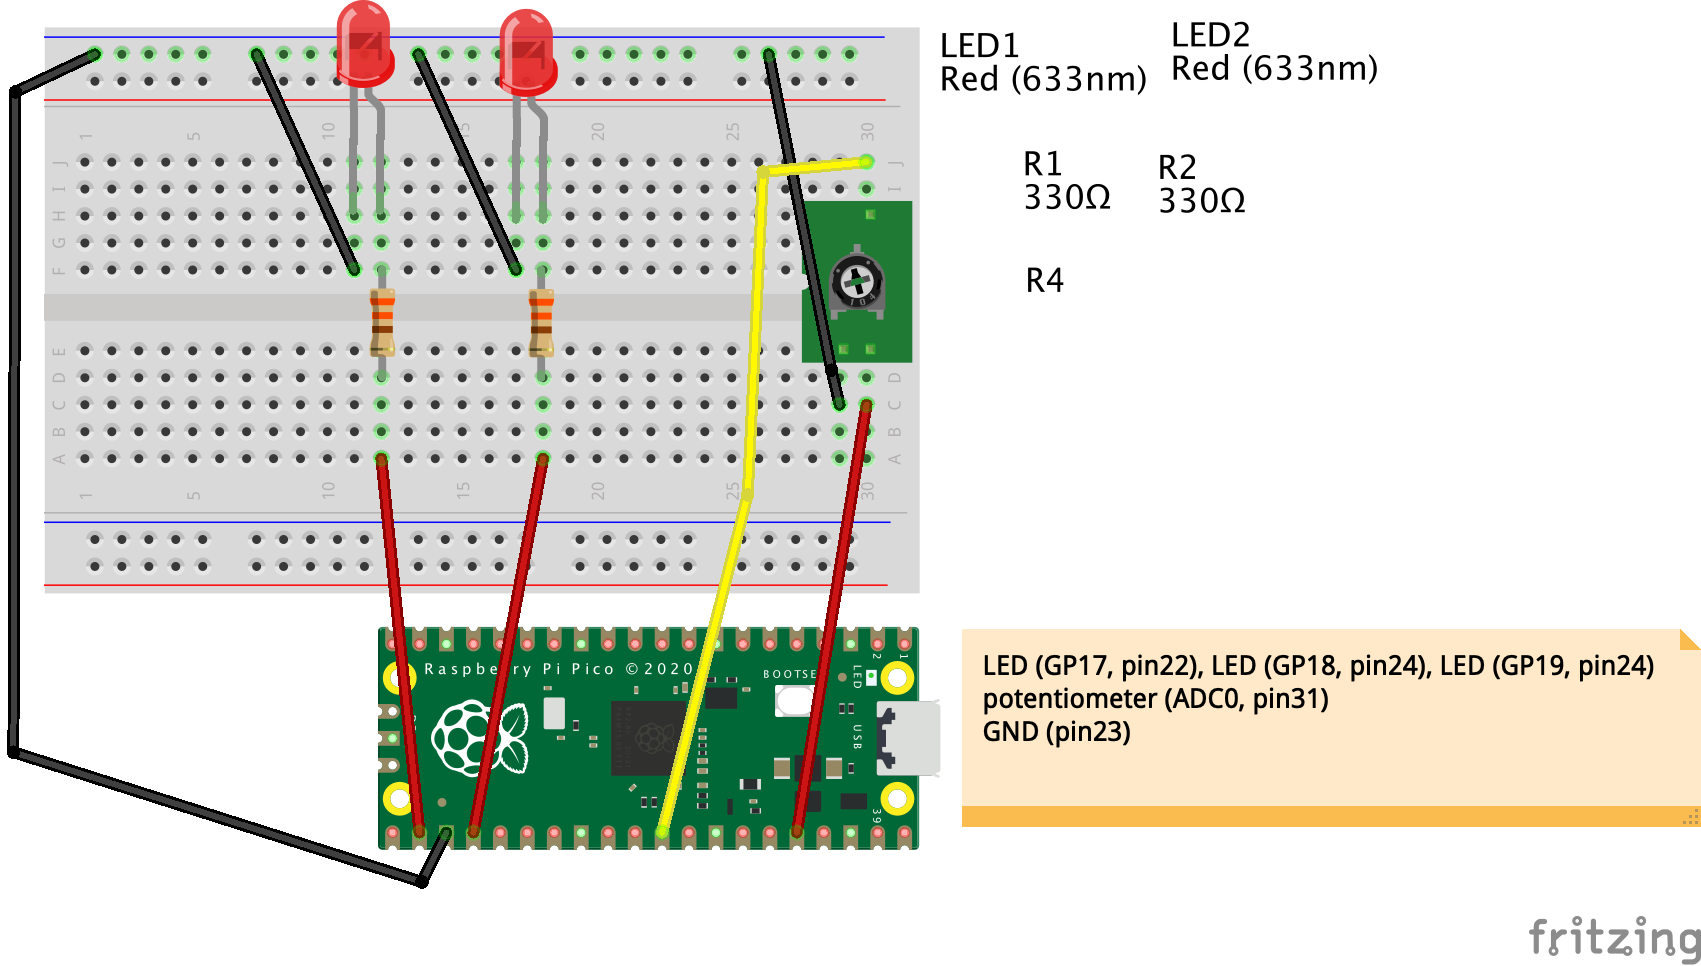 LED1
Red (633nm)
LED2
Red (633nm)
R1
330Ω
R2
330Ω
R4
1 5 10 15 20 25 30
J
I
H
G
F
E
D
C
B
A
J
I
D
C
B
A
1 5 10 15 20 25 30
104
Raspberry Pi Pico ©2020
BOOTSE
LED
USB
2
1
39
LED (GP17, pin22), LED (GP18, pin24), LED (GP19, pin24)
potentiometer (ADC0, pin31)
GND (pin23)
fritzing